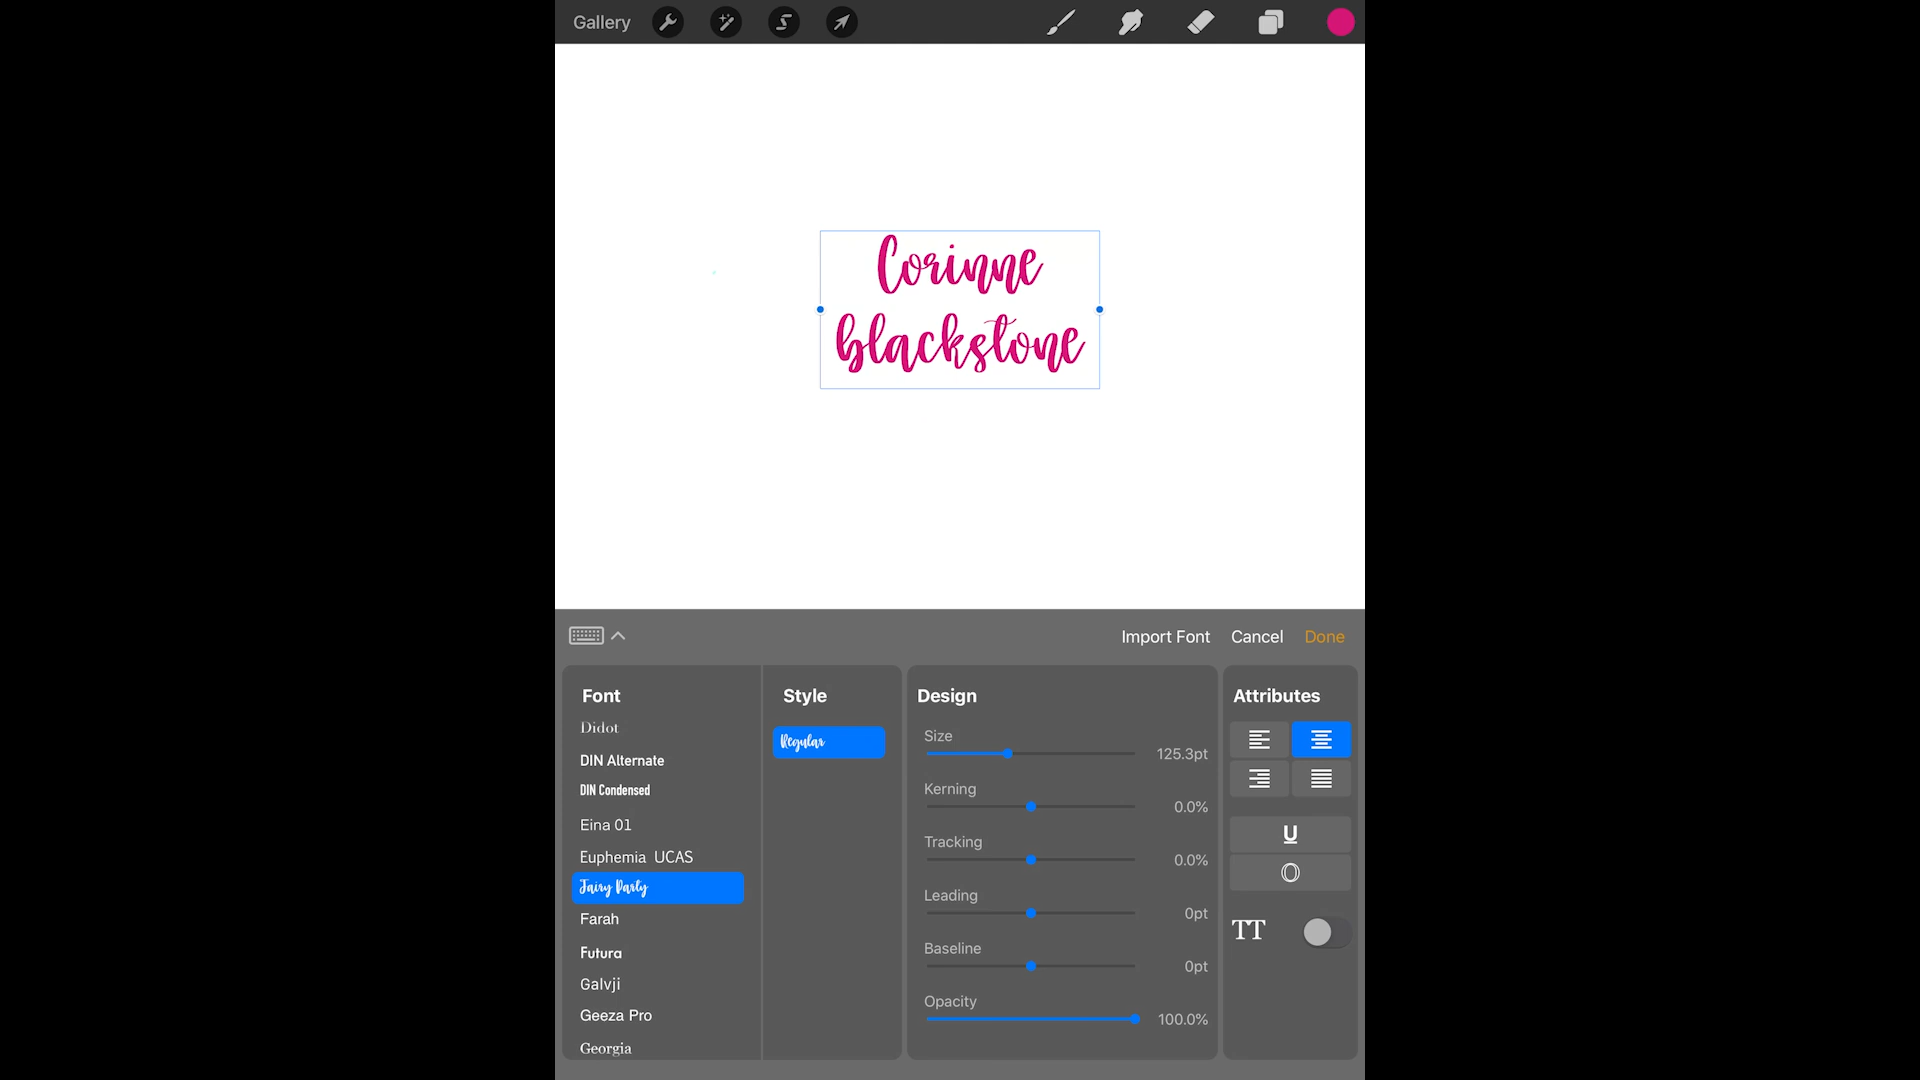 Gallery
Corinne
blackstone
Import Font Cancel Done
Font Style Design Attributes
Didot
DIN Alternate
DIN Condensed
Eina 01
Euphemia UCAS
Fairy Party
Farah
Futura
Galvji
Geeza Pro
Georgia
Regular
Size
125.3pt
Kerning
0.0%
Tracking
0.0%
Leading
0pt
Baseline
0pt
Opacity
100.0%
U
O
TT